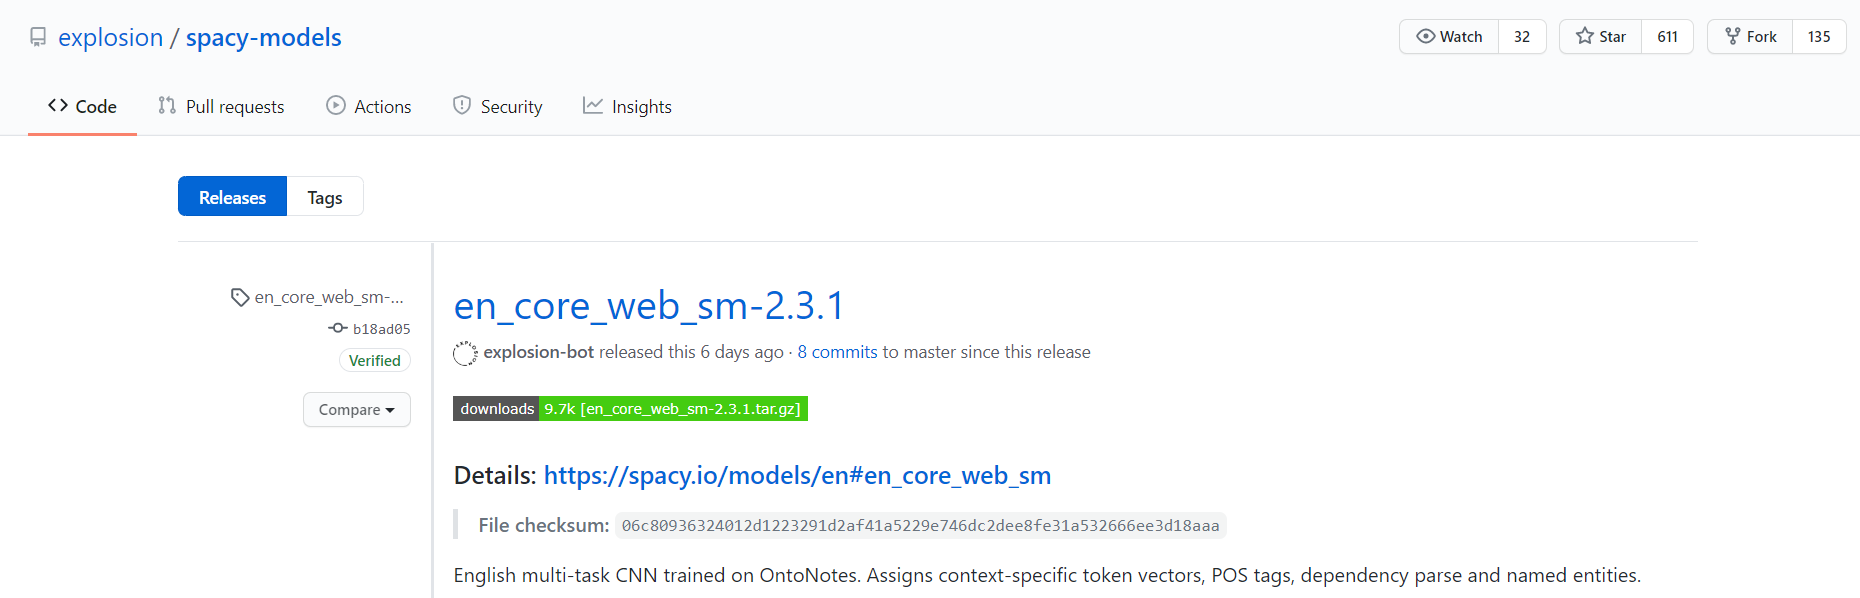 explosion / spacy-models
Watch 32 Star 611 Fork 135
Code Pull requests Actions Security Insights
Releases Tags
en_core_web_sm-...
b18ad05
Verified
Compare
en_core_web_sm-2.3.1
explosion-bot released this 6 days ago · 8 commits to master since this release
downloads 9.7k [en_core_web_sm-2.3.1.tar.gz]
Details: https://spacy.io/models/en#en_core_web_sm
File checksum: 06c80936324012d1223291d2af41a5229e746dc2dee8fe31a532666ee3d18aaa
English multi-task CNN trained on OntoNotes. Assigns context-specific token vectors, POS tags, dependency parse and named entities.